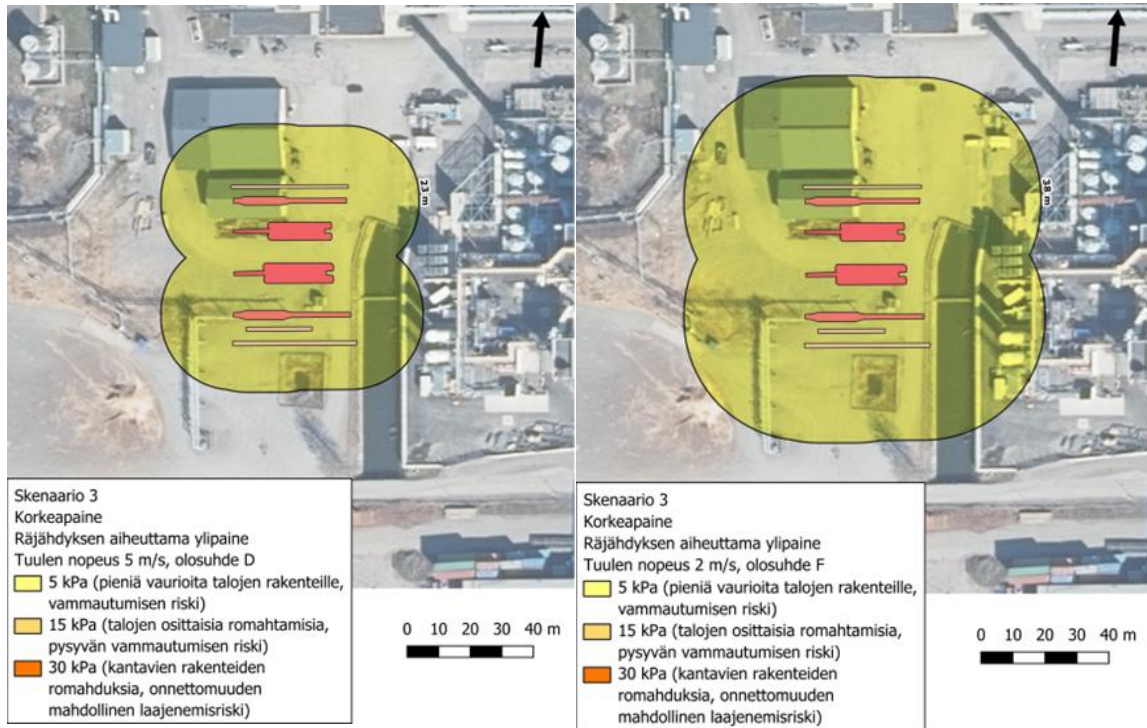 23 m
Skenaario 3
Korkeapaine
Räjähdyksen aiheuttama ylipaine
Tuulen nopeus 5 m/s, olosuhde D
5 kPa (pieniä vaurioita talojen rakenteille,
vammautumisen riski)
15 kPa (talojen osittaisia romahtamisia,
pysyvän vammautumisen riski)
30 kPa (kantavien rakenteiden
romahduksia, onnettomuuden
mahdollinen laajenemisriski)
0 10 20 30 40 m
38 m
Skenaario 3
Korkeapaine
Räjähdyksen aiheuttama ylipaine
Tuulen nopeus 2 m/s, olosuhde F
5 kPa (pieniä vaurioita talojen rakenteille,
vammautumisen riski)
15 kPa (talojen osittaisia romahtamisia,
pysyvän vammautumisen riski)
30 kPa (kantavien rakenteiden
romahduksia, onnettomuuden
mahdollinen laajenemisriski)
0 10 20 30 40 m